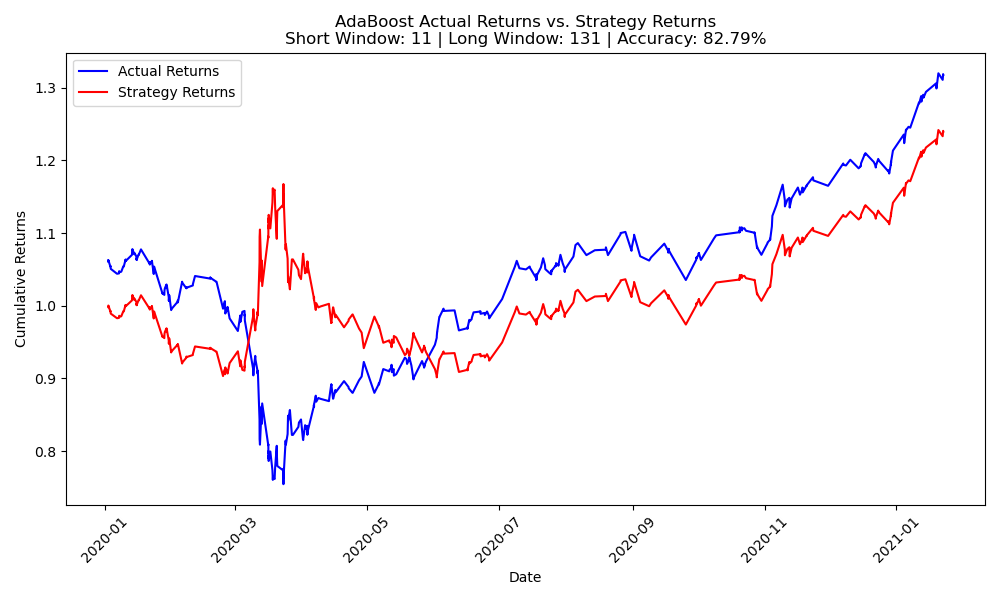 AdaBoost Actual Returns vs. Strategy Returns
Short Window: 11 | Long Window: 131 | Accuracy: 82.79%
Actual Returns
Strategy Returns
Cumulative Returns
1.3
1.2
1.1
1.0
0.9
0.8
2020-01
2020-03
2020-05
2020-07
2020-09
2020-11
2021-01
Date